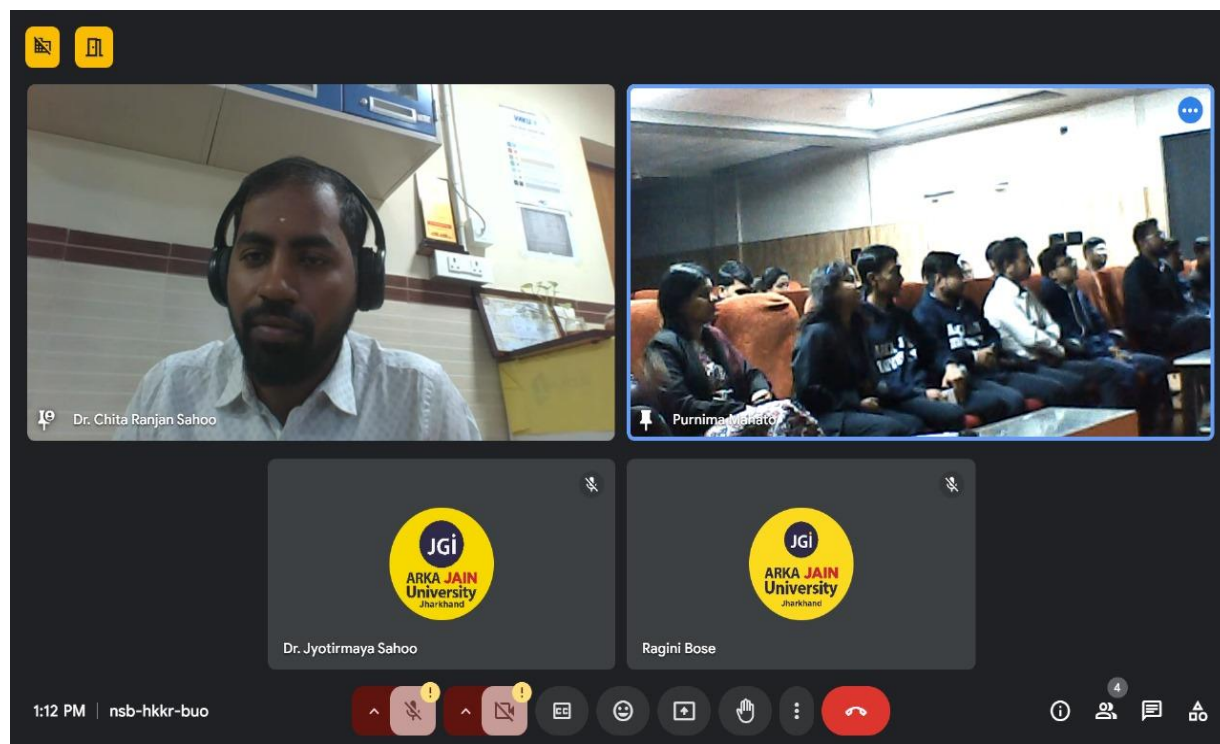 Dr. Chita Ranjan Sahoo
Purnima Mahato
JGi
ARKA JAIN
University
Jharkhand
Dr. Jyotirmaya Sahoo
JGi
ARKA JAIN
University
Jharkhand
Ragini Bose
1:12 PM | nsb-hkkr-buo
!
!
CC
4